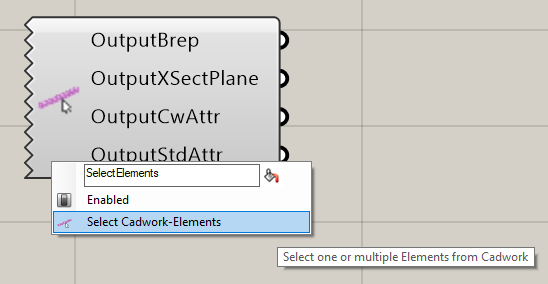 OutputBrep
OutputXSectPlane
OutputCwAttr
OutputStdAttr
SelectElements
Enabled
Select Cadwork-Elements
Select one or multiple Elements from Cadwork